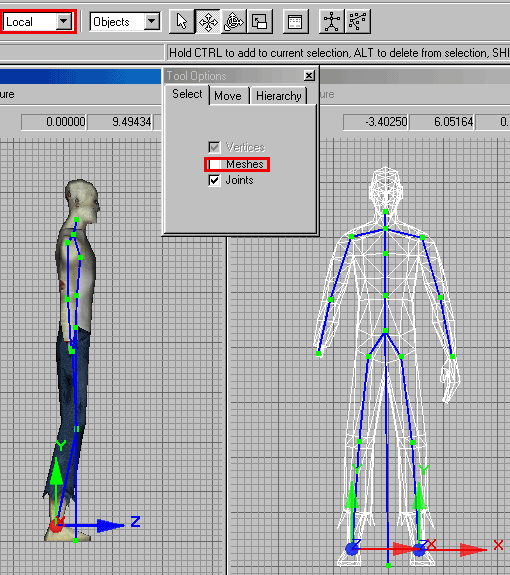 Local Objects
Hold CTRL to add to current selection, ALT to delete from selection, SHI
Tool Options
ure
Select Move Hierarchy
ure
0.00000 9.49434
-3.40250 6.05164 0.
Vertices
Meshes
Joints
Y
Z
X
Y
Y
Z
X
Z
X